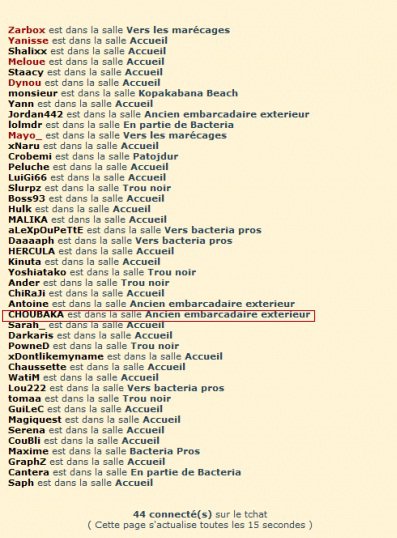 Zarbox est dans la salle Vers les marécages
Yanisse est dans la salle Accueil
Shalixx est dans la salle Accueil
Meloue est dans la salle Accueil
Staacy est dans la salle Accueil
Dynou est dans la salle Accueil
monsieur est dans la salle Kopakabana Beach
Yann est dans la salle Accueil
Jordan442 est dans la salle Ancien embarcadaire exterieur
lolmdr est dans la salle En partie de Bacteria
Mayo_ est dans la salle Vers les marécages
xNaru est dans la salle Accueil
Crobemi est dans la salle Patojdur
Peluche est dans la salle Accueil
LuiGi66 est dans la salle Accueil
Slurpz est dans la salle Trou noir
Boss93 est dans la salle Accueil
Hulk est dans la salle Accueil
MALIKA est dans la salle Accueil
aLeXpOuPeTtE est dans la salle Vers bacteria pros
Daaaaph est dans la salle Vers bacteria pros
HERCULA est dans la salle Accueil
Kinuta est dans la salle Accueil
Yoshiatako est dans la salle Trou noir
Ander est dans la salle Trou noir
ChiRaJi est dans la salle Accueil
Antoine est dans la salle Ancien embarcadaire exterieur
CHOUBAKA est dans la salle Ancien embarcadaire exterieur
Sarah_ est dans la salle Accueil
Darkaris est dans la salle Accueil
PowneD est dans la salle Trou noir
xDontlikemyname est dans la salle Accueil
Chaussette est dans la salle Accueil
WatiM est dans la salle Accueil
Lou222 est dans la salle Vers bacteria pros
tomaa est dans la salle Trou noir
GuiLeC est dans la salle Accueil
Magiquest est dans la salle Accueil
Serena est dans la salle Accueil
CouBli est dans la salle Accueil
Maxime est dans la salle Bacteria Pros
GraphZ est dans la salle Accueil
Cantera est dans la salle En partie de Bacteria
Saph est dans la salle Accueil
44 connecté(s) sur le tchat
( Cette page s'actualise toutes les 15 secondes )